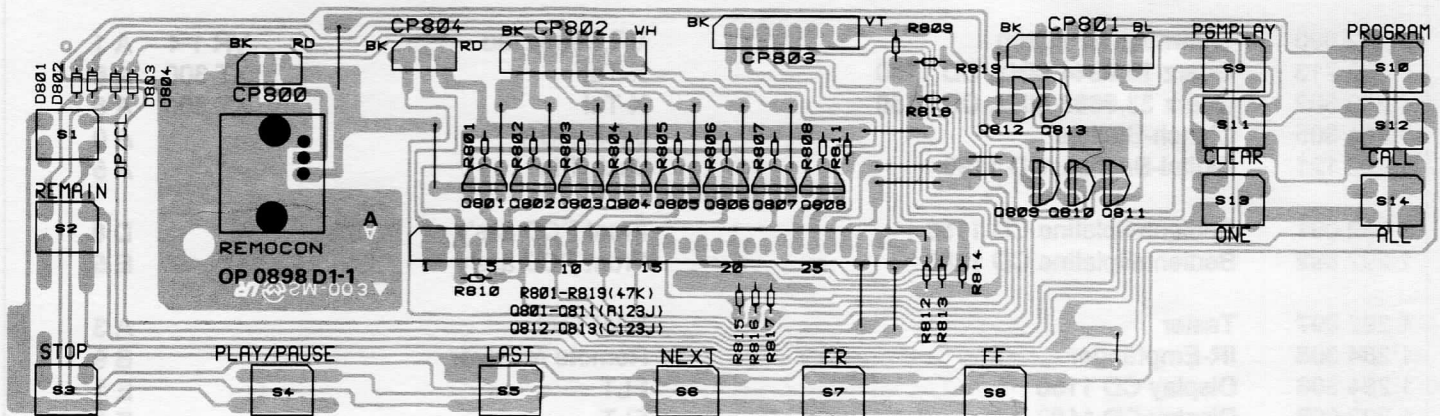 CP804 CP802 BK VT R809 BK CP801 BL PGMPLAY PROGRAM
BK RD BK RD BK WH CP803 R819 S9 S10
D801 D802 D803 D804 CP800 R818 Q812 Q813 S11 S12
S1 OP/CL R801 R802 R803 R804 R805 R806 R807 R808 R811 CLEAR CALL
REMAIN Q801 Q802 Q803 Q804 Q805 Q806 Q807 Q808 Q809 Q810 Q811 S13 S14
S2 A ONE ALL
REMOCON
1 5 10 15 20 25
OP 0898 D1-1 R810 R814
R801-R819(47K) R812 R813
Q801-Q811(A123J) R815 R816 R817
Q812.Q813(C123J)
STOP PLAY/PAUSE LAST NEXT FR FF
S3 S4 S5 S6 S7 S8